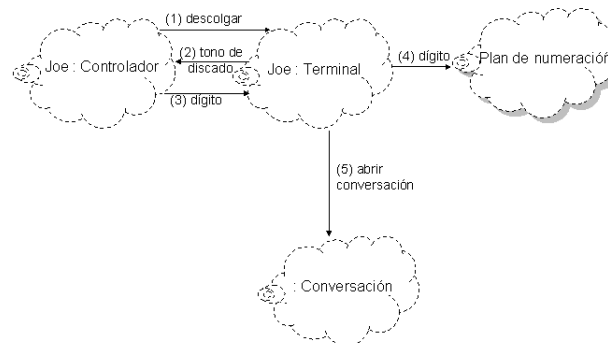 (1) descolgar
Joe : Controlador
(2) tono de
discado
Joe : Terminal
(4) dígito
Plan de numeración
(3) dígito
(5) abrir
conversación
: Conversación